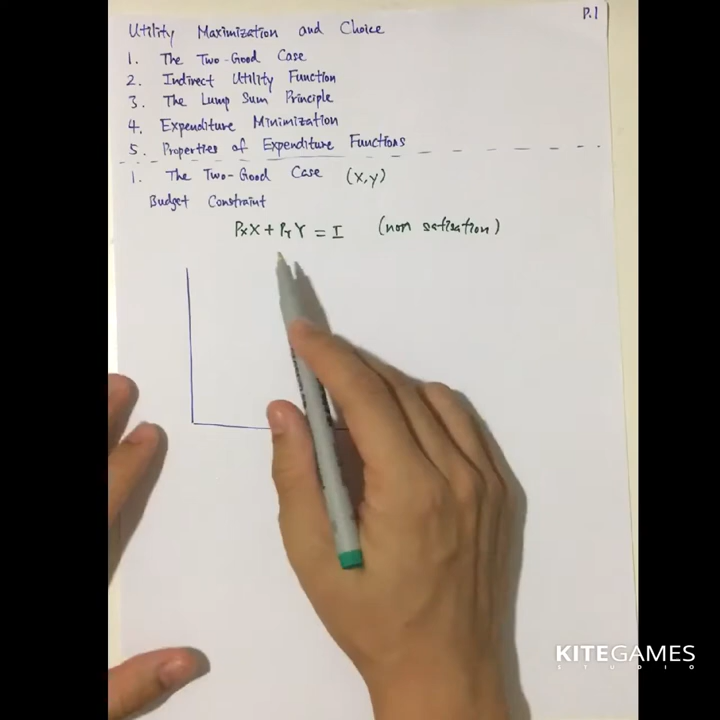 P.1
Utility Maximization and Choice
1. The Two-Good Case
2. Indirect Utility Function
3. The Lump Sum Principle
4. Expenditure Minimization
5. Properties of Expenditure Functions
1. The Two-Good Case (X,Y)
Budget Constraint
PxX + PyY = I (non satiation)
KITEGAMES
STUDIO